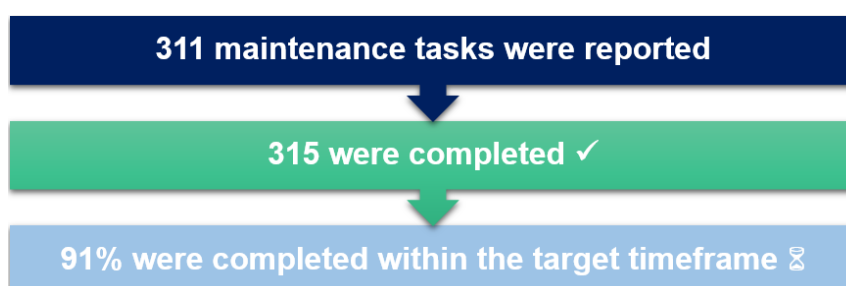 311 maintenance tasks were reported
315 were completed ✓
91% were completed within the target timeframe ⌛